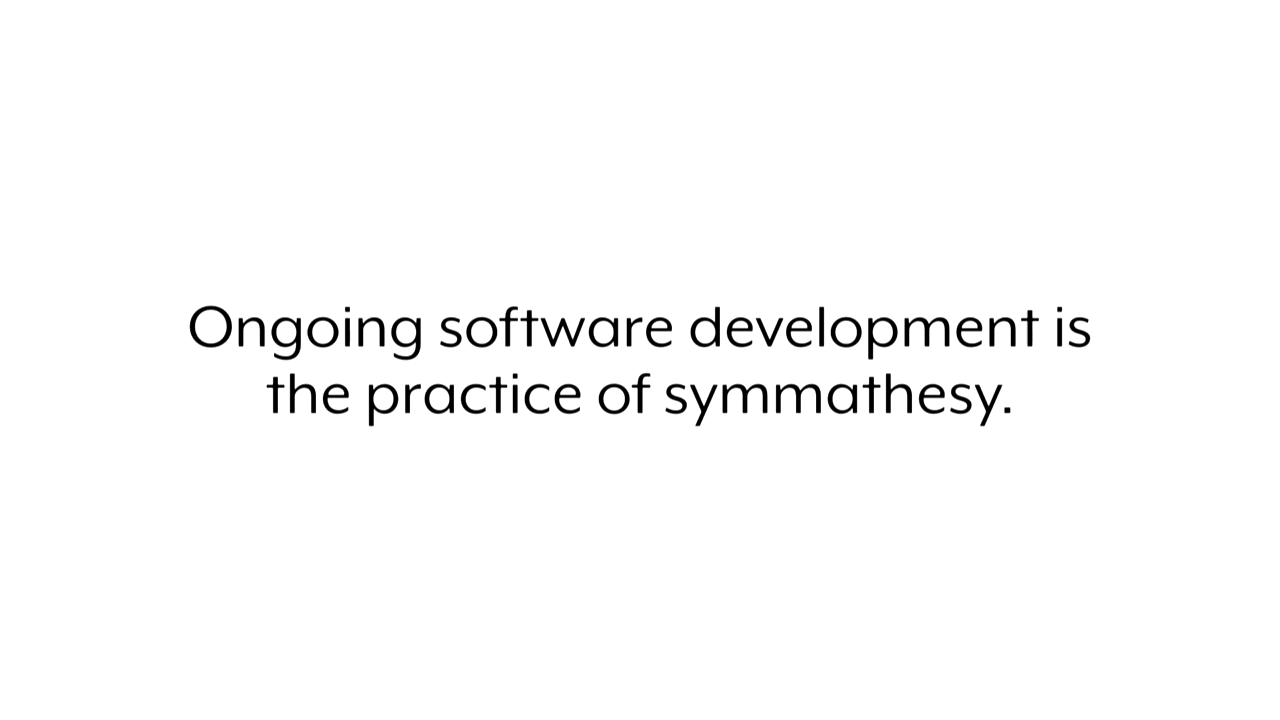 Ongoing software development is
the practice of symmathesy.